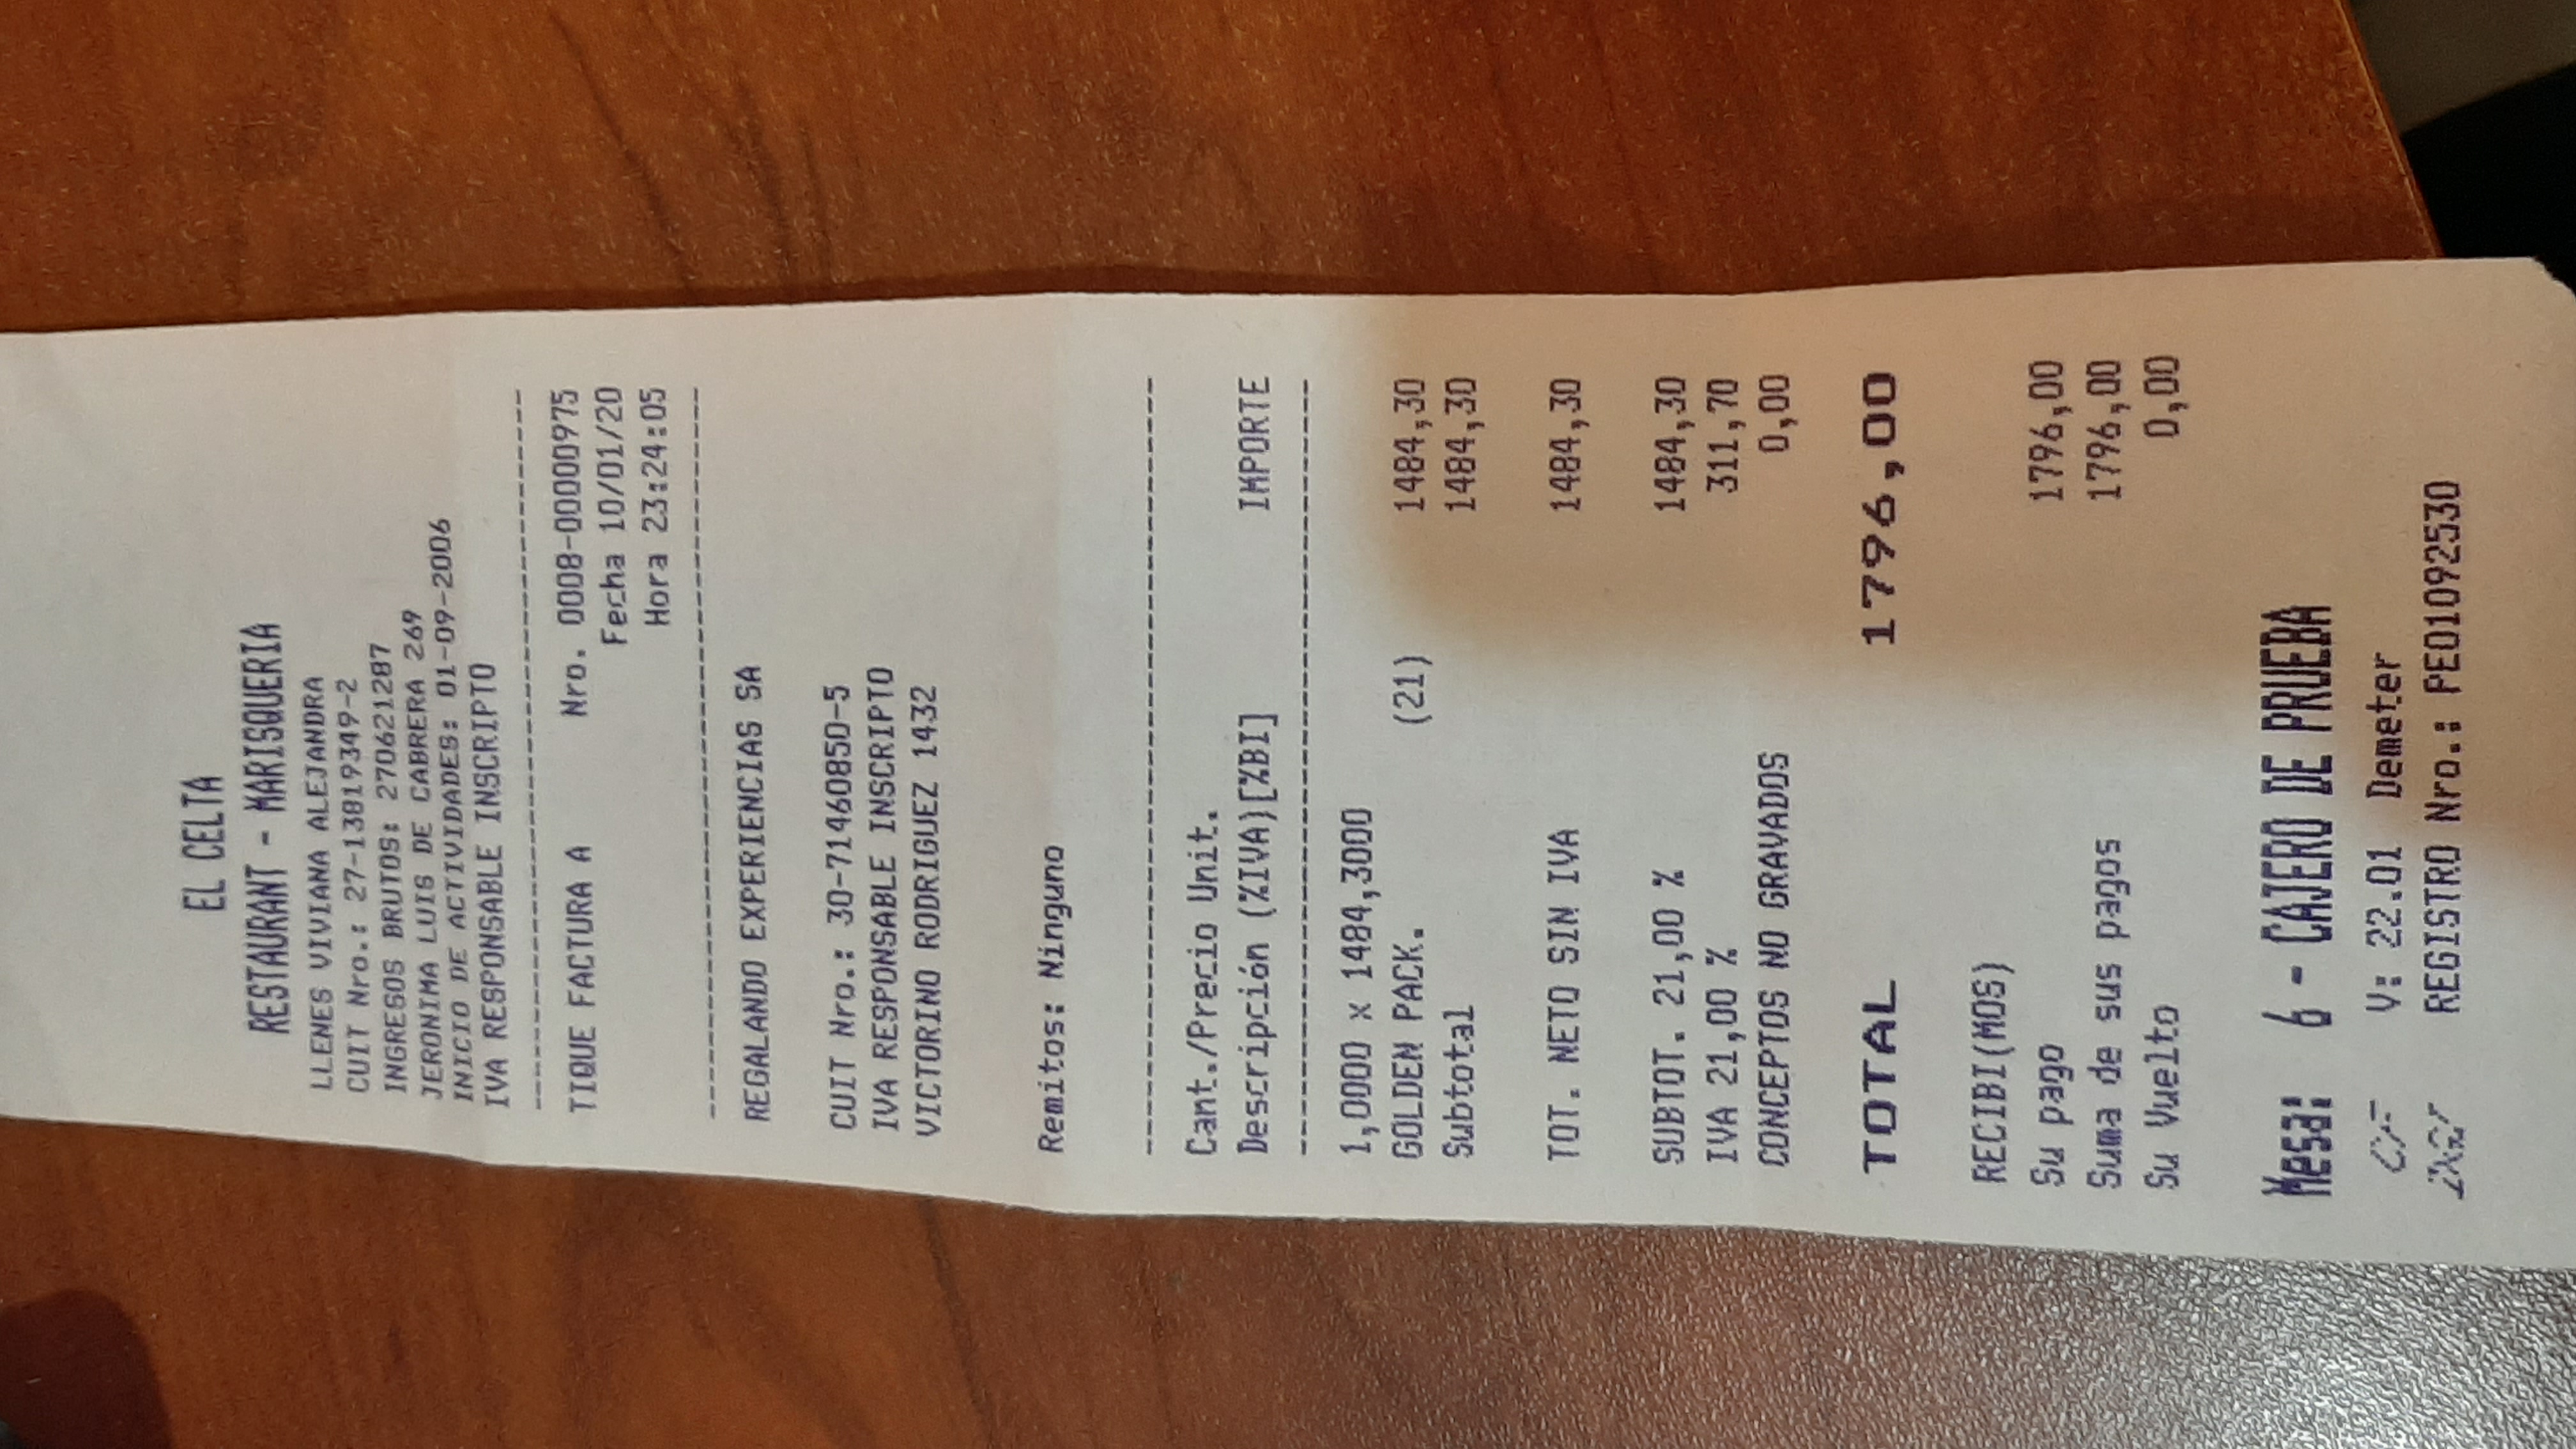 EL CELTA
RESTAURANT - MARISQUERIA
LLENES VIVIANA ALEJANDRA
CUIT Nro.: 27-13819349-2
INGRESOS BRUTOS: 270621287
JERONIMA LUIS DE CABRERA 269
INICIO DE ACTIVIDADES: 01-09-2006
IVA RESPONSABLE INSCRIPTO
TIQUE FACTURA A Nro. 0008-00000975
Fecha 10/01/20
Hora 23:24:05
REGALANDO EXPERIENCIAS SA
CUIT Nro.: 30-71460850-5
IVA RESPONSABLE INSCRIPTO
VICTORINO RODRIGUEZ 1432
Remitos: Ninguno
Cant./Precio Unit.
Descripción (%IVA)[%BI] IMPORTE
1,0000 x 1484,3000
GOLDEN PACK. (21) 1484,30
Subtotal 1484,30
TOT. NETO SIN IVA 1484,30
SUBTOT. 21,00 % 1484,30
IVA 21,00 % 311,70
CONCEPTOS NO GRAVADOS 0,00
TOTAL 1796,00
RECIBI(MOS)
Su pago 1796,00
Suma de sus pagos 1796,00
Su Vuelto 0,00
Mesa: 6 - CAJERO DE PRUEBA
CF V: 22.01 Demeter
REGISTRO Nro.: PEO1092530